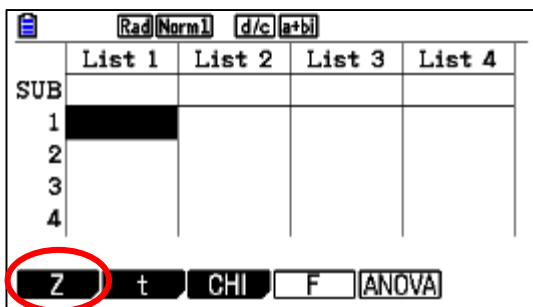 Rad Norm1 d/c a+bi
List 1 List 2 List 3 List 4
SUB
1
2
3
4
Z t CHI F ANOVA